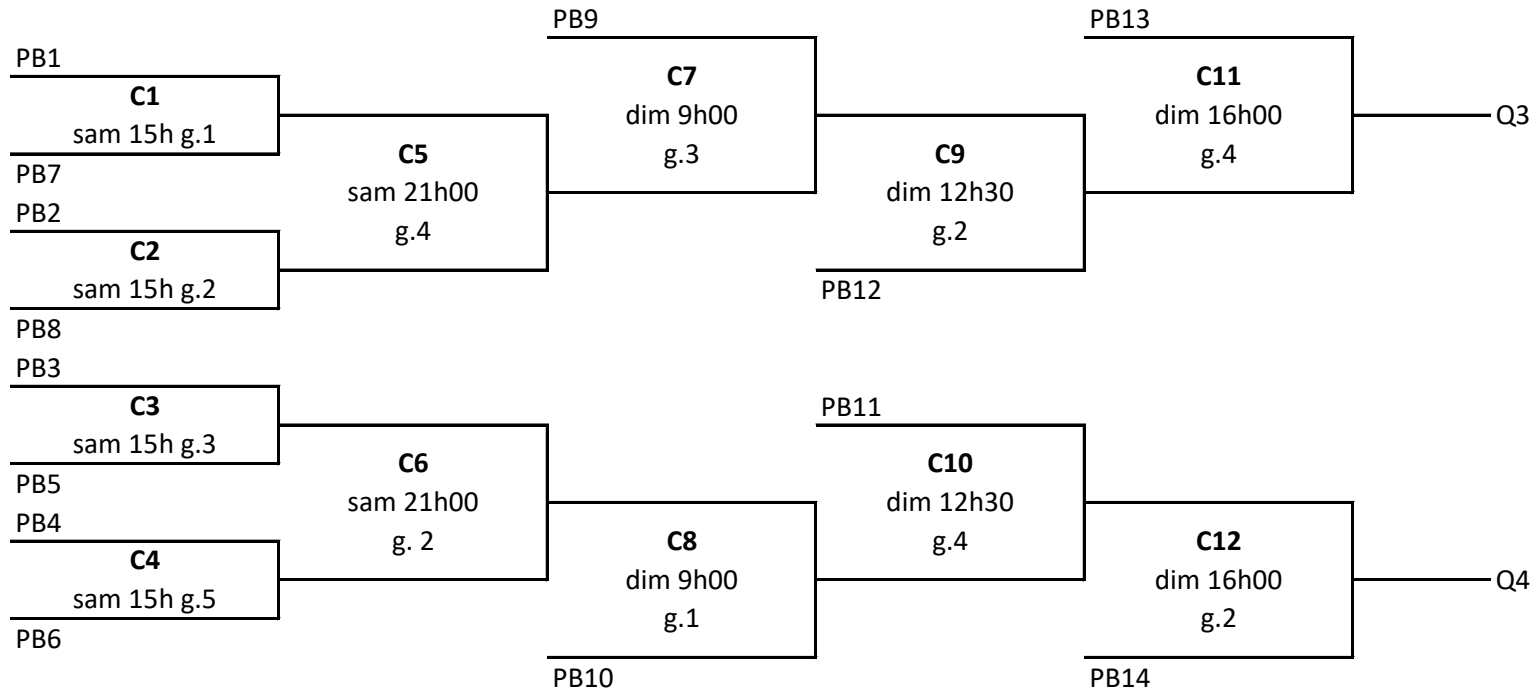 PB9
PB13
PB1
C1
sam 15h g.1
PB7
C7
dim 9h00
g.3
C11
dim 16h00
g.4
Q3
C5
sam 21h00
g.4
C9
dim 12h30
g.2
PB2
C2
sam 15h g.2
PB8
PB12
PB3
C3
sam 15h g.3
PB5
PB11
C6
sam 21h00
g. 2
C10
dim 12h30
g.4
PB4
C4
sam 15h g.5
PB6
C8
dim 9h00
g.1
C12
dim 16h00
g.2
Q4
PB10
PB14